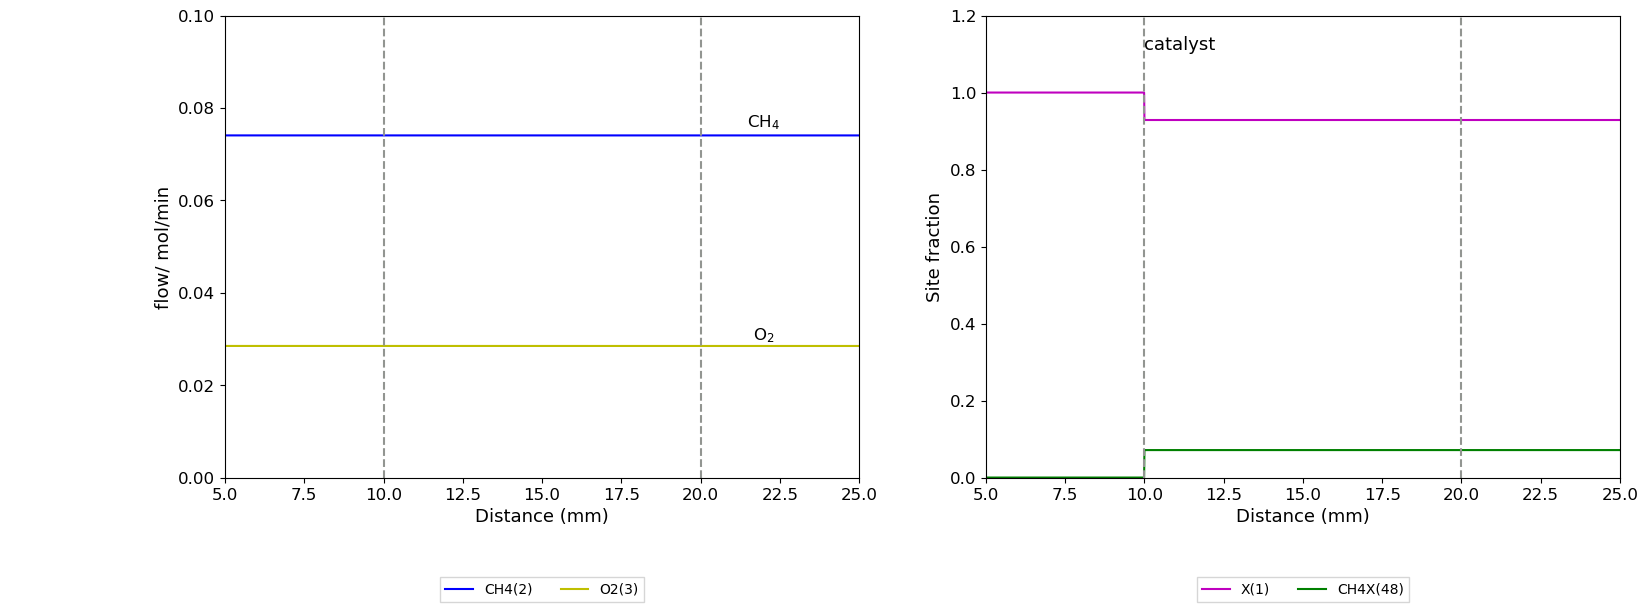 0.10
0.08
0.06
0.04
0.02
0.00
flow/ mol/min
CH₄
O₂
5.0 7.5 10.0 12.5 15.0 17.5 20.0 22.5 25.0
Distance (mm)
CH4(2) O2(3)
1.2
1.0
0.8
0.6
0.4
0.2
0.0
Site fraction
catalyst
5.0 7.5 10.0 12.5 15.0 17.5 20.0 22.5 25.0
Distance (mm)
X(1) CH4X(48)